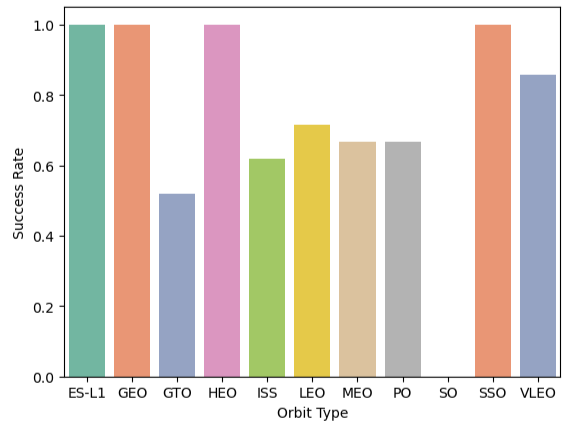 Success Rate
1.0
0.8
0.6
0.4
0.2
0.0
ES-L1 GEO GTO HEO ISS LEO MEO PO SO SSO VLEO
Orbit Type